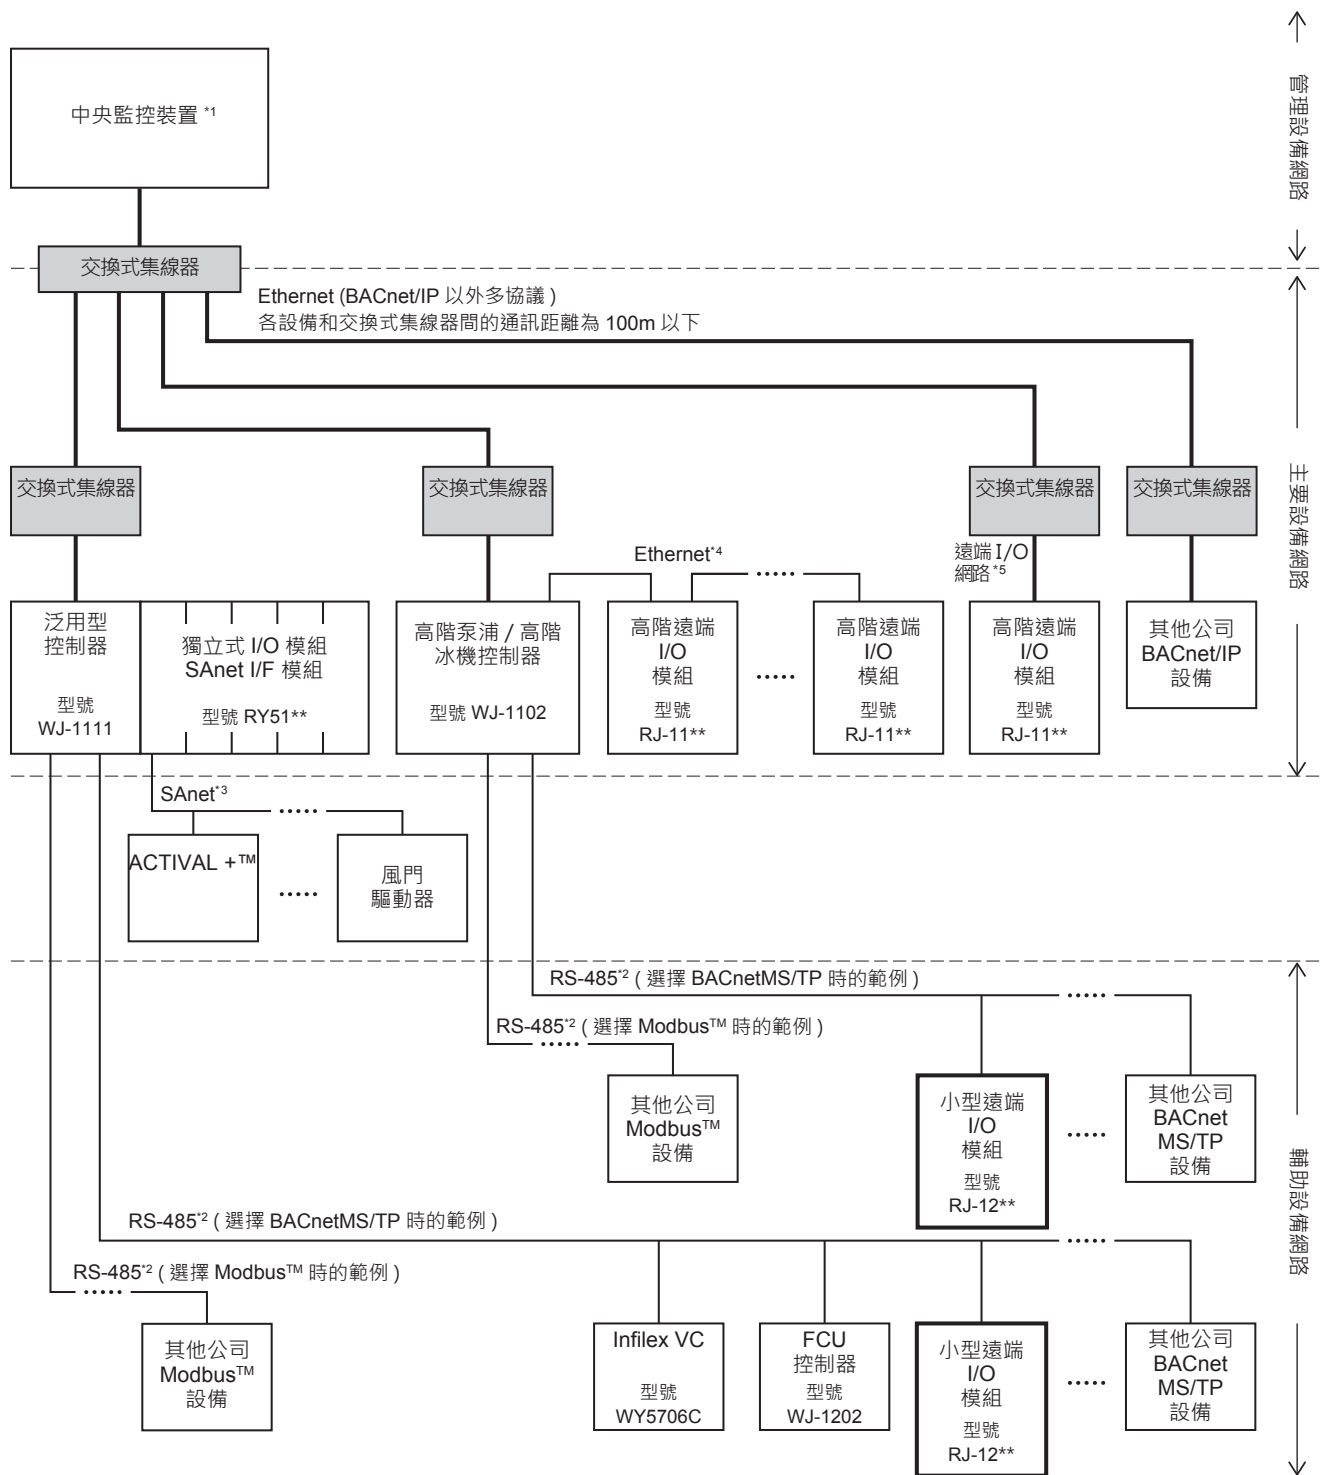 中央監控裝置 *1
管理設備網路
交換式集線器
Ethernet (BACnet/IP 以外多協議 )
各設備和交換式集線器間的通訊距離為 100m 以下
主要設備網路
交換式集線器
交換式集線器
交換式集線器
交換式集線器
Ethernet*4
遠端 I/O
網路 *5
泛用型
控制器
型號
WJ-1111
獨立式 I/O 模組
SAnet I/F 模組
型號 RY51**
高階泵浦 / 高階
冰機控制器
型號 WJ-1102
高階遠端
I/O
模組
型號
RJ-11**
高階遠端
I/O
模組
型號
RJ-11**
高階遠端
I/O
模組
型號
RJ-11**
其他公司
BACnet/IP
設備
SAnet*3
ACTIVAL +™
風門
驅動器
RS-485*2 ( 選擇 BACnetMS/TP 時的範例 )
RS-485*2 ( 選擇 Modbus™ 時的範例 )
其他公司
Modbus™
設備
小型遠端
I/O
模組
型號
RJ-12**
其他公司
BACnet
MS/TP
設備
輔助設備網路
RS-485*2 ( 選擇 BACnetMS/TP 時的範例 )
RS-485*2 ( 選擇 Modbus™ 時的範例 )
其他公司
Modbus™
設備
Infilex VC
型號
WY5706C
FCU
控制器
型號
WJ-1202
小型遠端
I/O
模組
型號
RJ-12**
其他公司
BACnet
MS/TP
設備